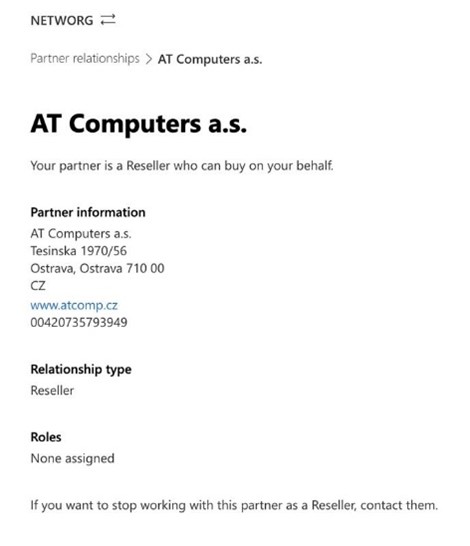 NETWORG
Partner relationships > AT Computers a.s.
AT Computers a.s.
Your partner is a Reseller who can buy on your behalf.
Partner information
AT Computers a.s.
Tesinska 1970/56
Ostrava, Ostrava 710 00
CZ
www.atcomp.cz
00420735793949
Relationship type
Reseller
Roles
None assigned
If you want to stop working with this partner as a Reseller, contact them.